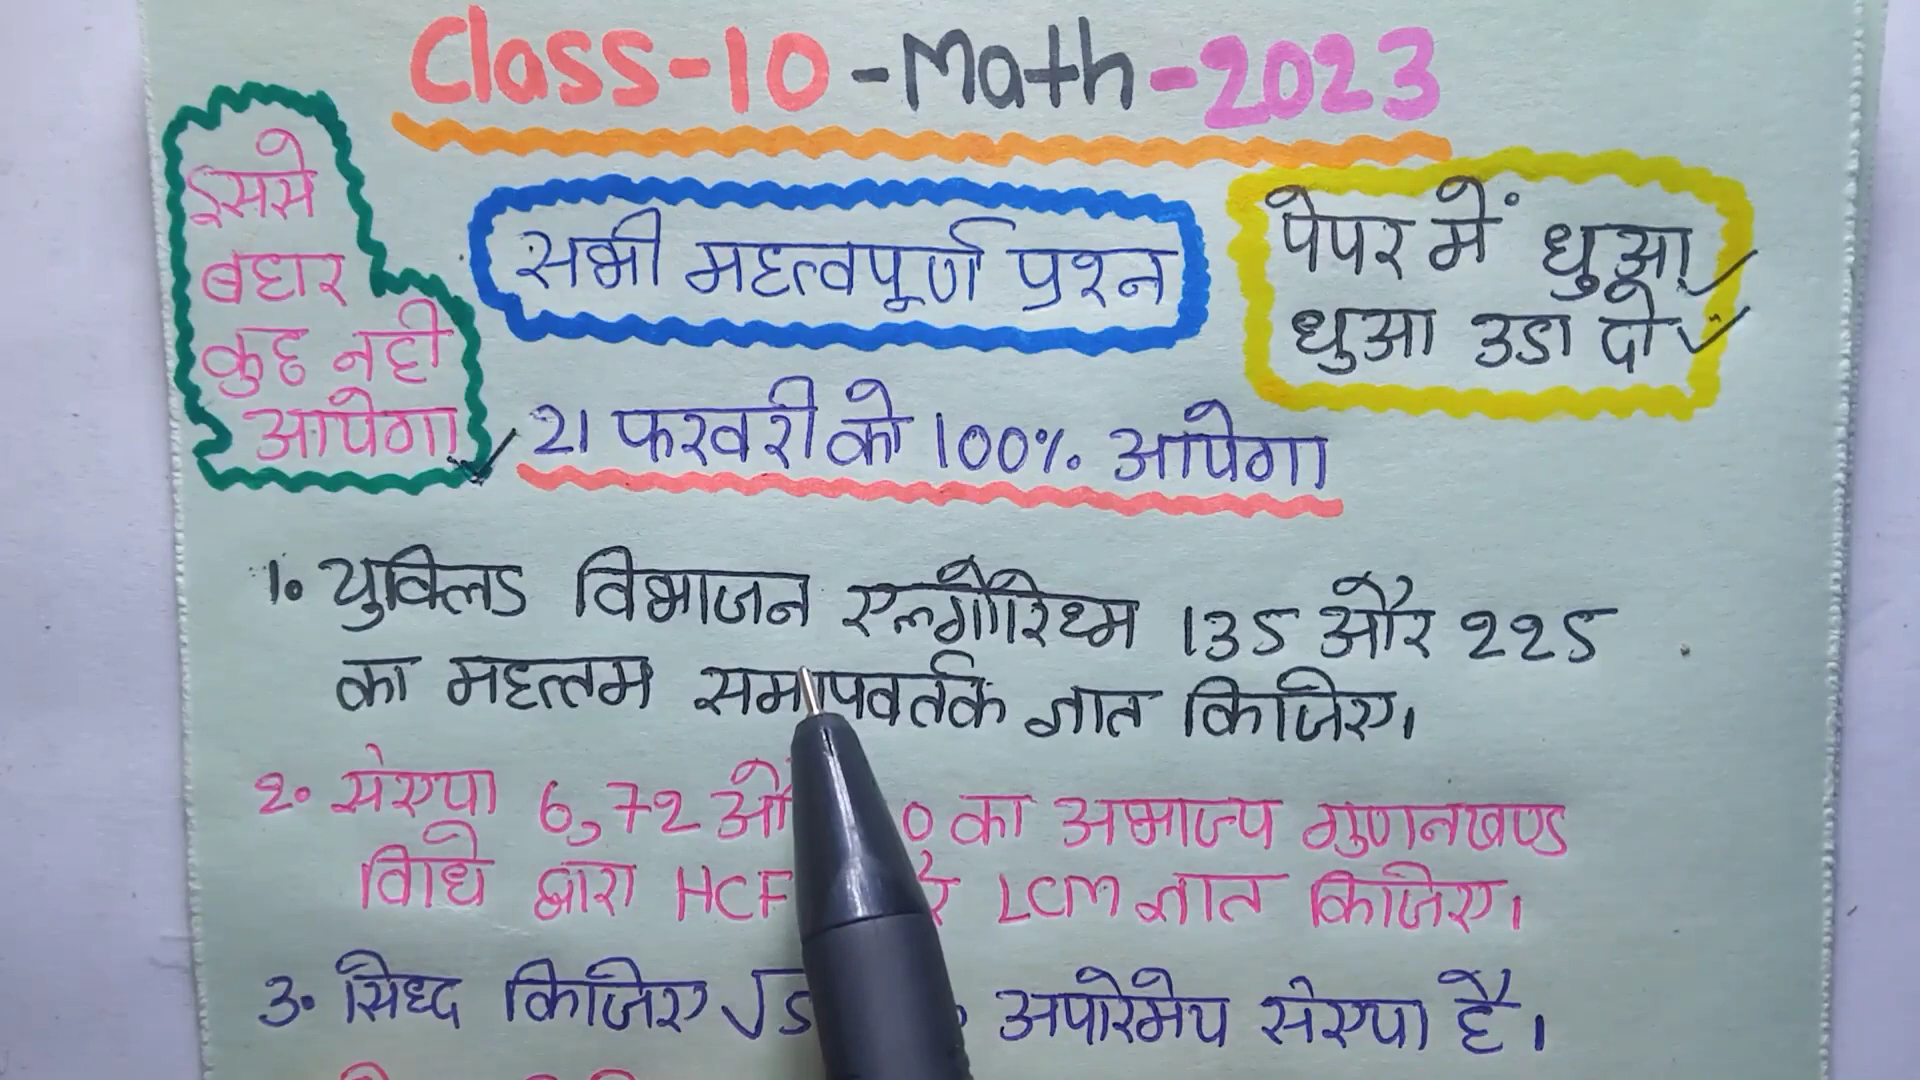 Class-10-Math-2023
इससे
बहार
कुछ नही
आयेगा
सभी महत्वपूर्ण प्रश्न
पेपर में धुआ
धुआ उडा दो
21 फरवरी को 100% आयेगा
1. युक्लिड विभाजन एल्गोरिथ्म 135 और 225
का महत्तम समापवर्तक ज्ञात किजिए।
2. संख्या 6,72 का अभाज्य गुणनखण्ड
विधि द्वारा HCF LCM ज्ञात किजिए।
3. सिध्द किजिए √5 अपरिमेय संख्या है।